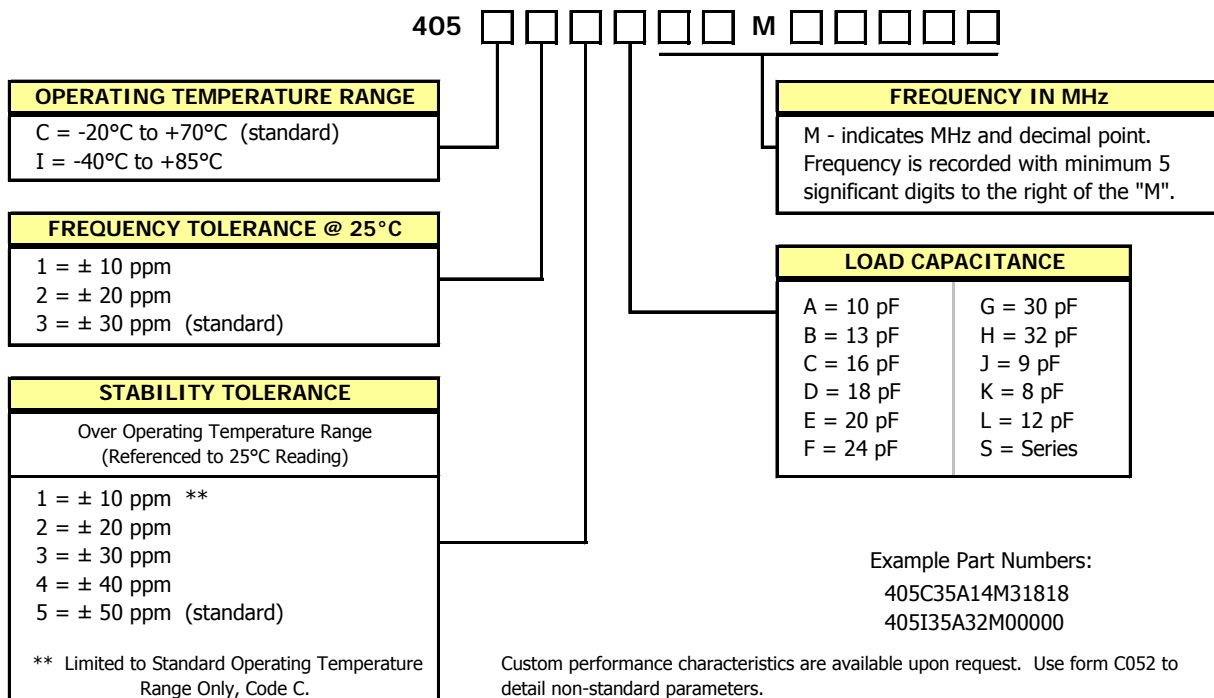 405 □ □ □ □ □ □ M □ □ □ □ □
OPERATING TEMPERATURE RANGE
C = -20°C to +70°C (standard)
I = -40°C to +85°C
FREQUENCY TOLERANCE @ 25°C
1 = ± 10 ppm
2 = ± 20 ppm
3 = ± 30 ppm (standard)
STABILITY TOLERANCE
Over Operating Temperature Range
(Referenced to 25°C Reading)
1 = ± 10 ppm **
2 = ± 20 ppm
3 = ± 30 ppm
4 = ± 40 ppm
5 = ± 50 ppm (standard)
** Limited to Standard Operating Temperature
Range Only, Code C.
FREQUENCY IN MHz
M - indicates MHz and decimal point.
Frequency is recorded with minimum 5
significant digits to the right of the "M".
LOAD CAPACITANCE
A = 10 pF
B = 13 pF
C = 16 pF
D = 18 pF
E = 20 pF
F = 24 pF
G = 30 pF
H = 32 pF
J = 9 pF
K = 8 pF
L = 12 pF
S = Series
Example Part Numbers:
405C35A14M31818
405I35A32M00000
Custom performance characteristics are available upon request. Use form C052 to
detail non-standard parameters.